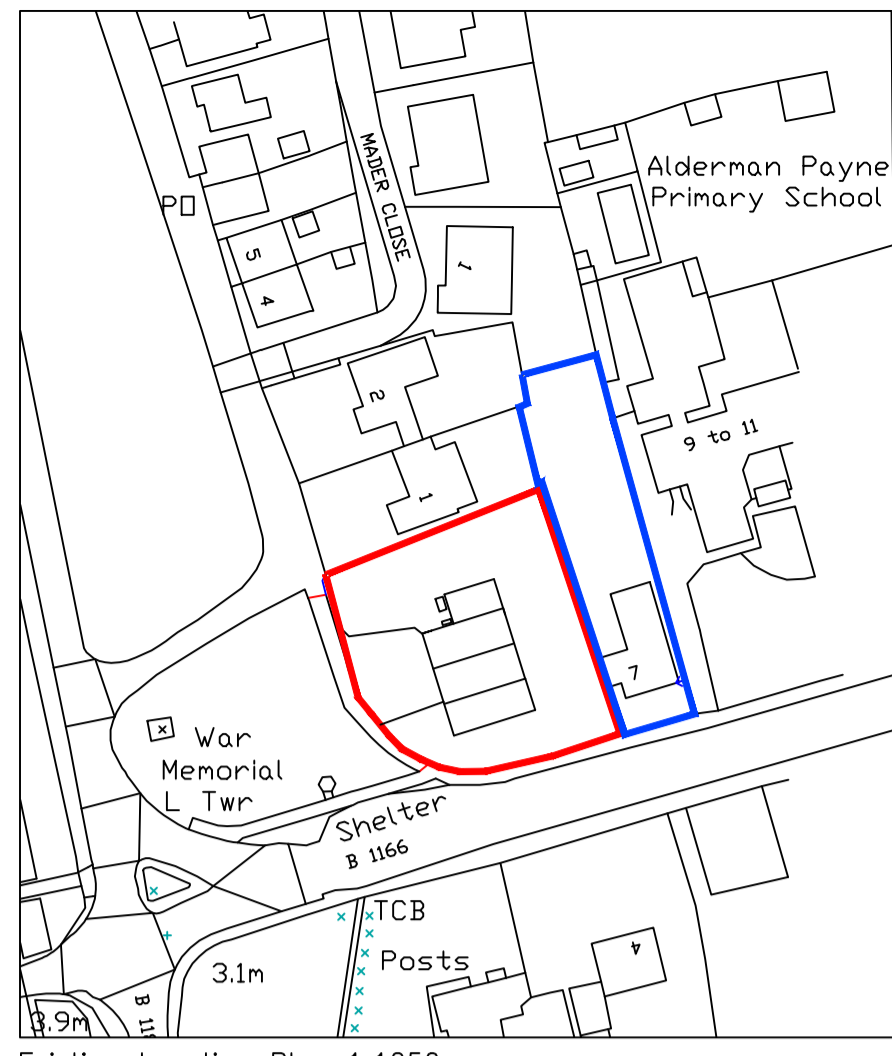 Alderman Payne
Primary School
P
MADER CLOSE
5
4
1
2
9 to 11
1
7
War
Memorial
L Twr
Shelter
B 1166
TCB
Posts
4
3.1m
3.9m